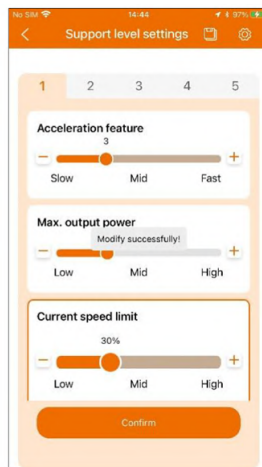 No SIM 14:44 97%
Support level settings
1 2 3 4 5
Acceleration feature
3
Slow Mid Fast
Max. output power
Modify successfully!
Low Mid High
Current speed limit
30%
Low Mid High
Confirm